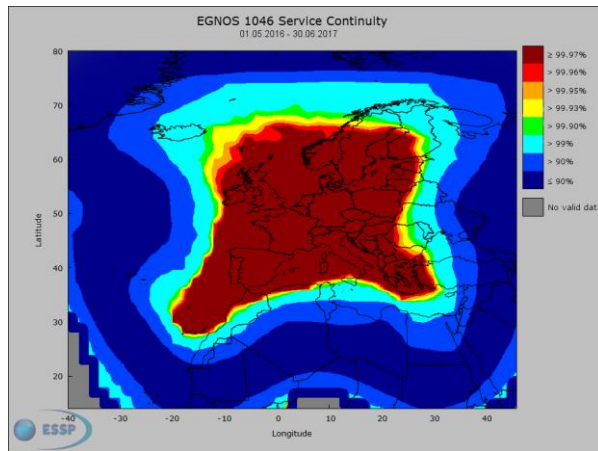 EGNOS 1046 Service Continuity
01.05.2016 - 30.06.2017
80
70
60
50
40
30
20
Latitude
-40 -30 -20 -10 0 10 20 30 40
Longitude
≥ 99.97%
> 99.96%
> 99.95%
> 99.93%
> 99.90%
> 99%
> 90%
≤ 90%
No valid data
ESSP